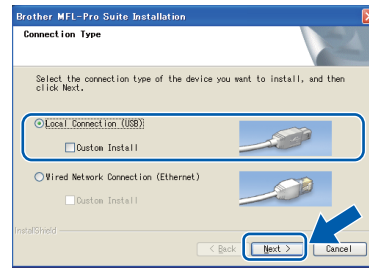 Brother MFL-Pro Suite Installation
Connection Type
Select the connection type of the device you want to install, and then
click Next.
Local Connection (USB)
Custom Install
Wired Network Connection (Ethernet)
Custom Install
InstallShield
< Back
Next >
Cancel